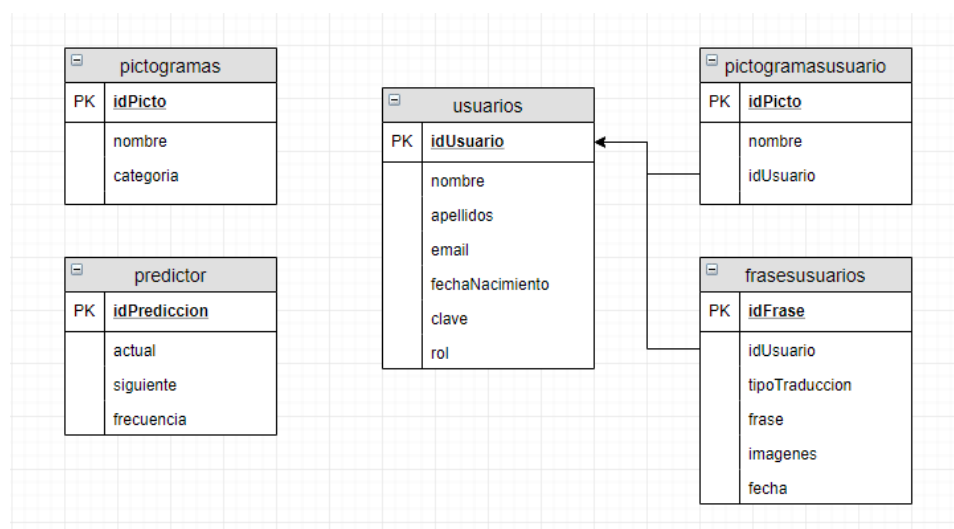 pictogramas
PK idPicto
nombre
categoria
predictor
PK idPrediccion
actual
siguiente
frecuencia
usuarios
PK idUsuario
nombre
apellidos
email
fechaNacimiento
clave
rol
pictogramasusuario
PK idPicto
nombre
idUsuario
frasesusuarios
PK idFrase
idUsuario
tipoTraduccion
frase
imagenes
fecha